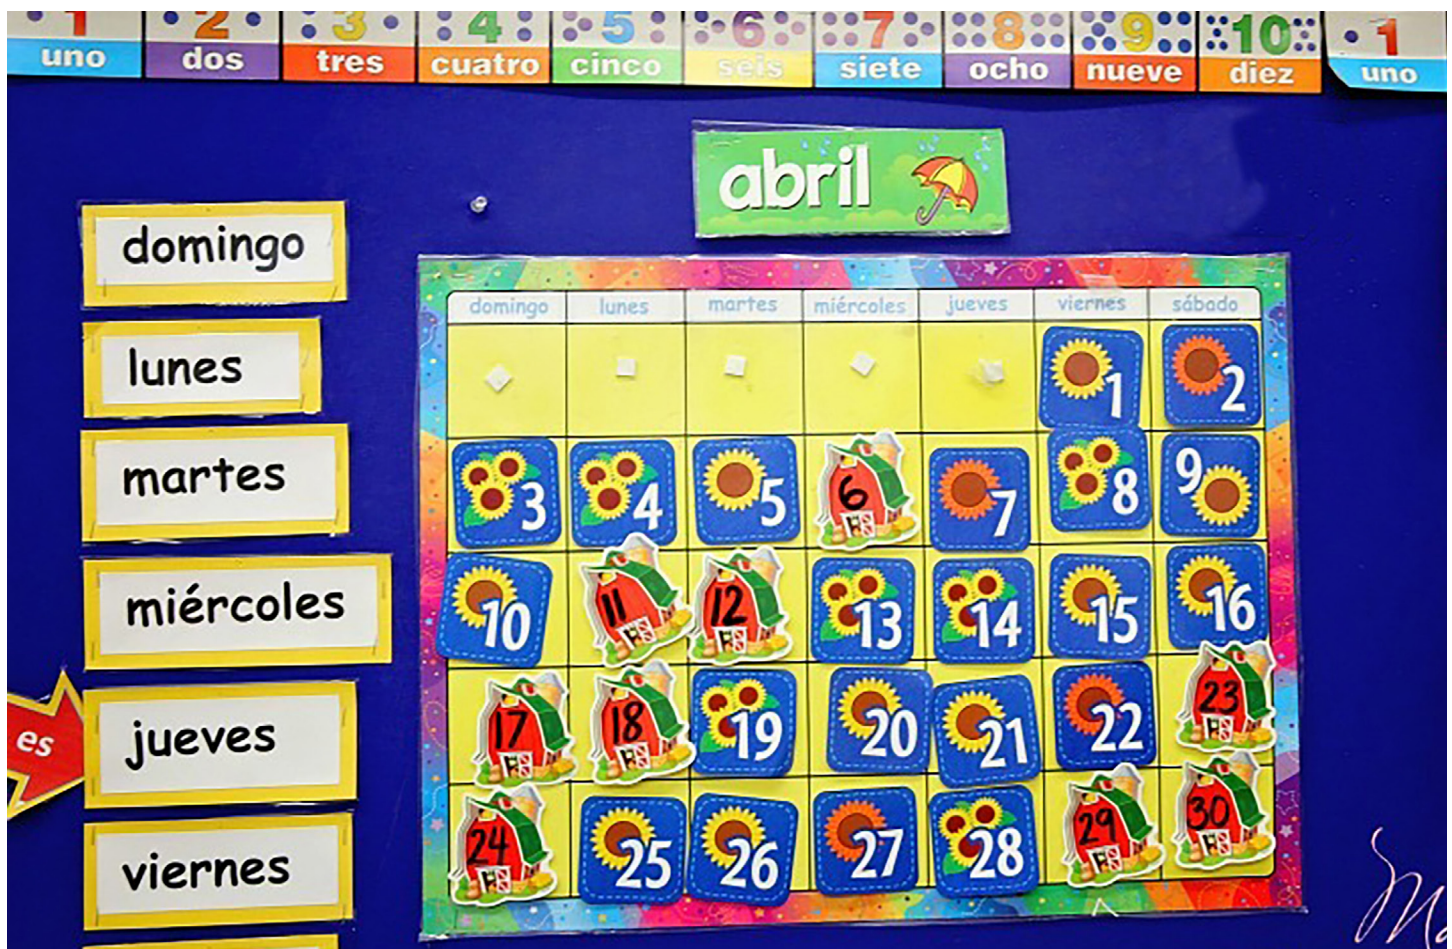 1 2 3 4 5 6 7 8 9 10 1
uno dos tres cuatro cinco seis siete ocho nueve diez uno
abril
domingo
lunes
martes
miércoles
es
jueves
viernes
domingo lunes martes miércoles jueves viernes sábado
1 2
3 4 5 6 7 8 9
10 11 12 13 14 15 16
17 18 19 20 21 22 23
24 25 26 27 28 29 30